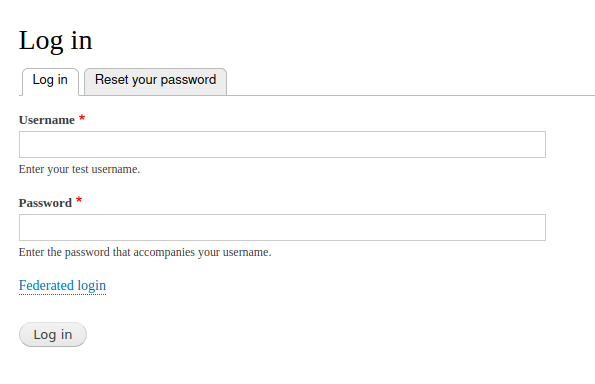 Log in
Log in Reset your password
Username *
Enter your test username.
Password *
Enter the password that accompanies your username.
Federated login
Log in